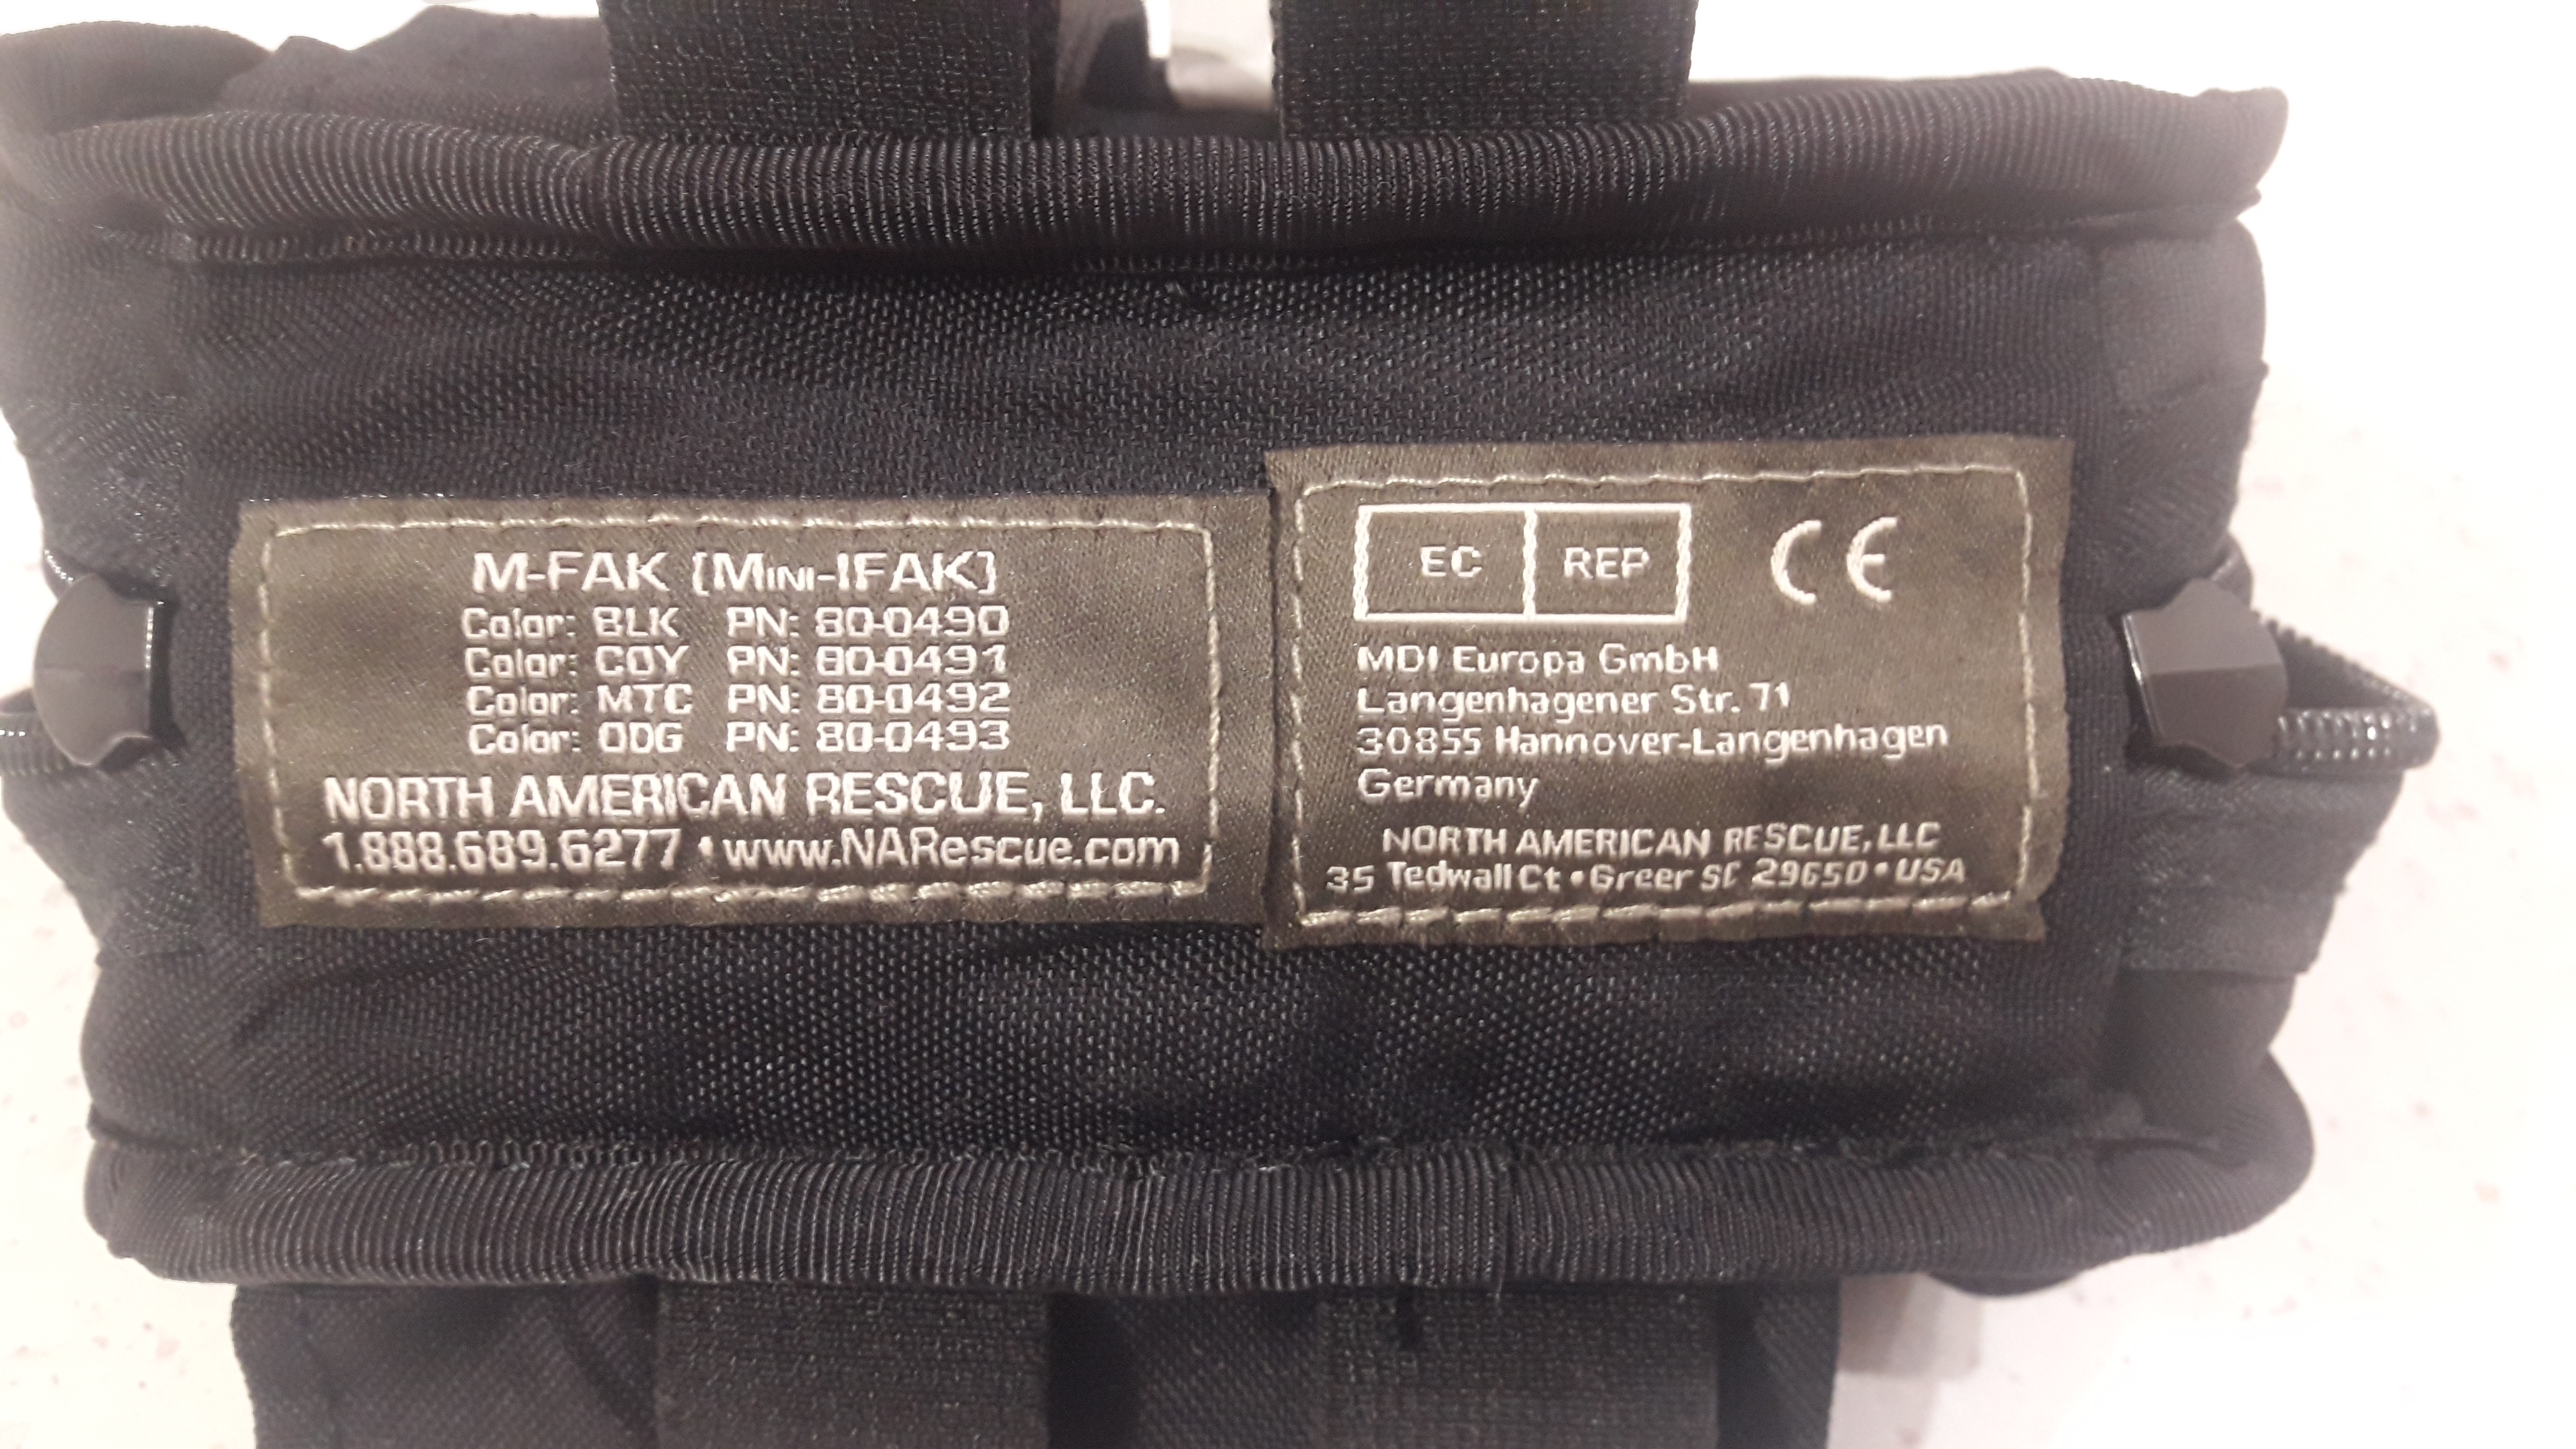 M-FAK [MINI-IFAK]
Color: BLK PN: 80-0490
Color: COY PN: 80-0491
Color: MTC PN: 80-0492
Color: ODG PN: 80-0493
NORTH AMERICAN RESCUE, LLC.
1.888.689.6277 • www.NARescue.com
EC REP CE
MDI Europa GmbH
Langenhagener Str. 71
30855 Hannover-Langenhagen
Germany
NORTH AMERICAN RESCUE, LLC
35 Tedwall Ct • Greer SC 29650 • USA